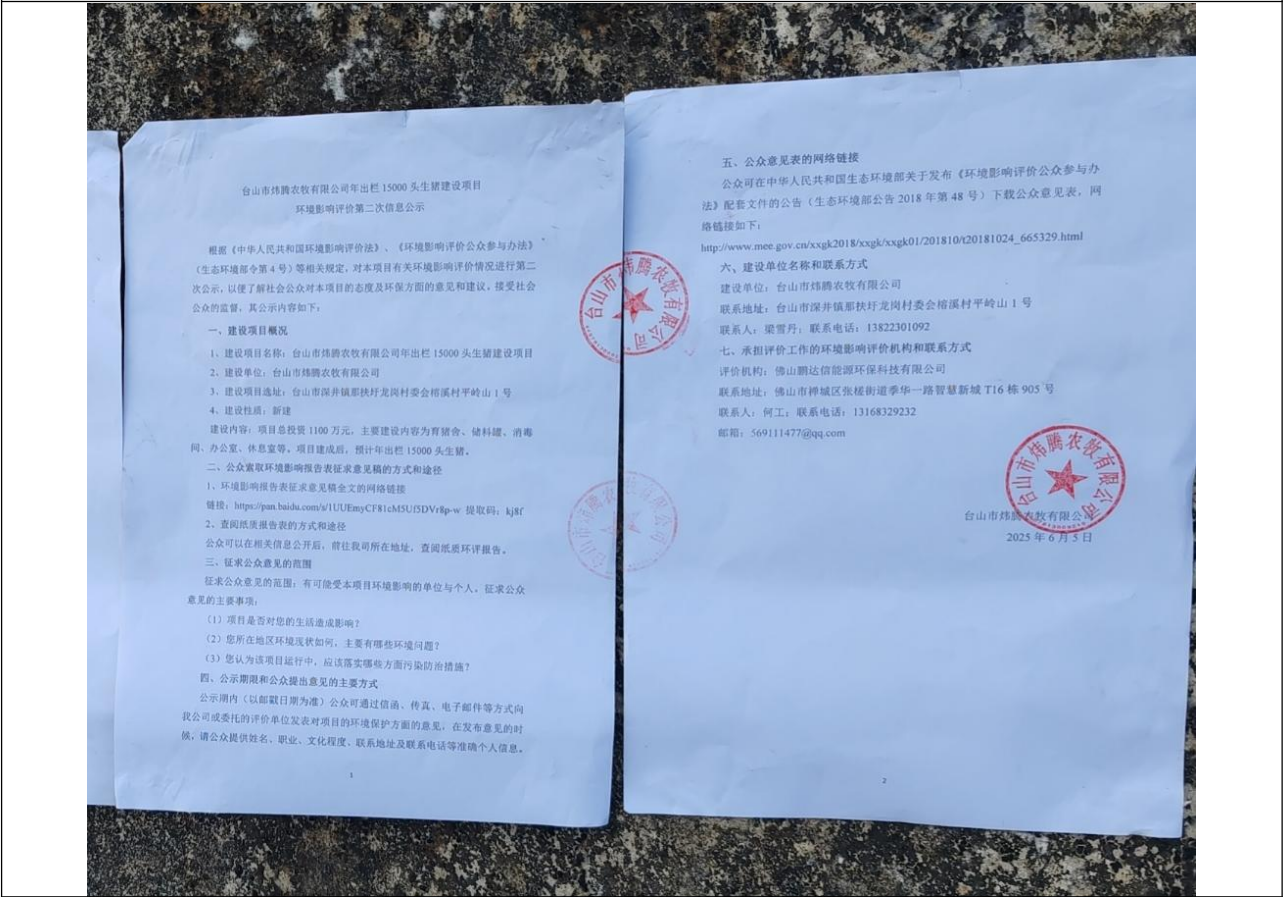 台山市炜腾农牧有限公司年出栏 15000 头生猪建设项目
环境影响评价第二次信息公示
根据《中华人民共和国环境影响评价法》、《环境影响评价公众参与办法》
（生态环境部令第 4 号）等相关规定，对本项目有关环境影响评价情况进行第二
次公示，以便了解社会公众对本项目的态度及环保方面的意见和建议。接受社会
公众的监督，其公示内容如下：
一、建设项目概况
1、建设项目名称：台山市炜腾农牧有限公司年出栏 15000 头生猪建设项目
2、建设单位：台山市炜腾农牧有限公司
3、建设项目选址：台山市深井镇那扶圩龙岗村委会榕溪村平岭山 1 号
4、建设性质：新建
建设内容：项目总投资 1100 万元，主要建设内容为育猪舍、储料罐、消毒
间、办公室、休息室等。项目建成后，预计年出栏 15000 头生猪。
二、公众索取环境影响报告表征求意见稿的方式和途径
1、环境影响报告表征求意见稿全文的网络链接
链接：https://pan.baidu.com/s/1UUEmyCF81cM5Uf5DVr8p-w 提取码：kj8f
2、查阅纸质报告表的方式和途径
公众可以在相关信息公开后，前往我司所在地址，查阅纸质环评报告。
三、征求公众意见的范围
征求公众意见的范围：有可能受本项目环境影响的单位与个人。征求公众
意见的主要事项：
（1）项目是否对您的生活造成影响？
（2）您所在地区环境现状如何，主要有哪些环境问题？
（3）您认为该项目运行中，应该落实哪些方面污染防治措施？
四、公示期限和公众提出意见的主要方式
公示期内（以邮戳日期为准）公众可通过信函、传真、电子邮件等方式向
我公司或委托的评价单位发表对项目的环境保护方面的意见，在发布意见的时
候，请公众提供姓名、职业、文化程度、联系地址及联系电话等准确个人信息。
1
五、公众意见表的网络链接
公众可在中华人民共和国生态环境部关于发布《环境影响评价公众参与办
法》配套文件的公告（生态环境部公告 2018 年第 48 号）下载公众意见表，网
络链接如下：
http://www.mee.gov.cn/xxgk2018/xxgk/xxgk01/201810/t20181024_665329.html
六、建设单位名称和联系方式
建设单位：台山市炜腾农牧有限公司
联系地址：台山市深井镇那扶圩龙岗村委会榕溪村平岭山 1 号
联系人：梁雪丹；联系电话：13822301092
七、承担评价工作的环境影响评价机构和联系方式
评价机构：佛山鹏达信能源环保科技有限公司
联系地址：佛山市禅城区张槎街道季华一路智慧新城 T16 栋 905 号
联系人：何工；联系电话：13168329232
邮箱：569111477@qq.com
台山市炜腾农牧有限公司
2025 年 6 月 5 日
2
台山市炜腾农牧有限公司
台山市炜腾农牧有限公司
台山市炜腾农牧有限公司